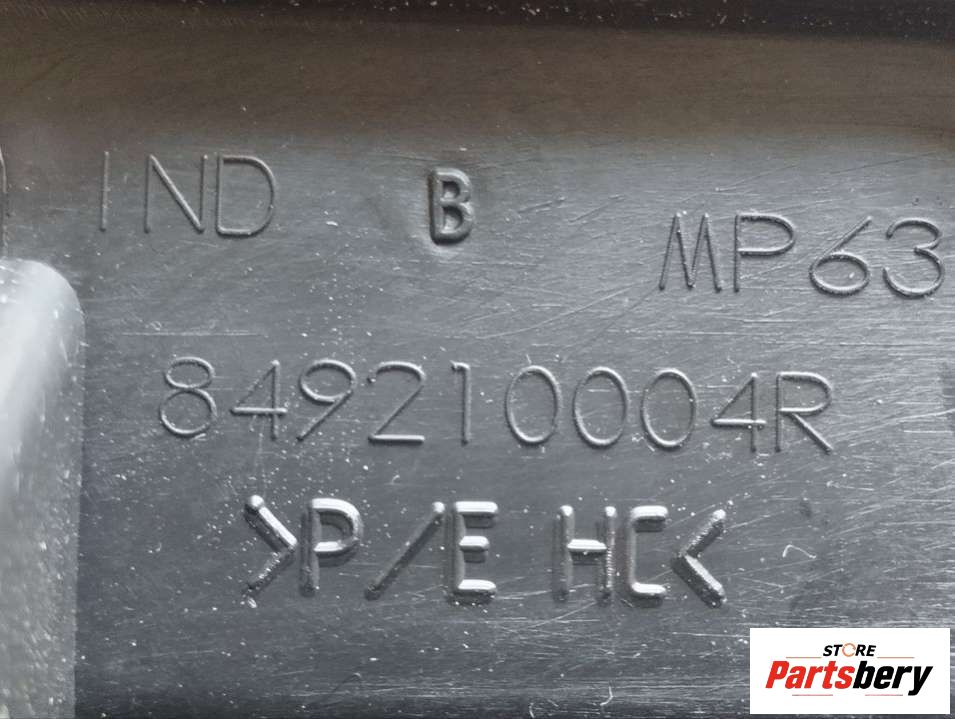 IND B
MP63
849210004R
>P/E HC<
STORE
Partsbery